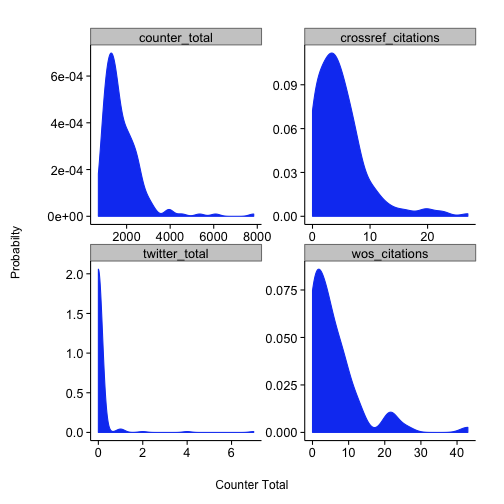 counter_total crossref_citations
6e-04
4e-04
2e-04
0e+00
0.09
0.06
0.03
0.00
2000 4000 6000 8000
0 10 20
Probabilty
twitter_total wos_citations
2.0
1.5
1.0
0.5
0.0
0.075
0.050
0.025
0.000
0 2 4 6
0 10 20 30 40
Counter Total